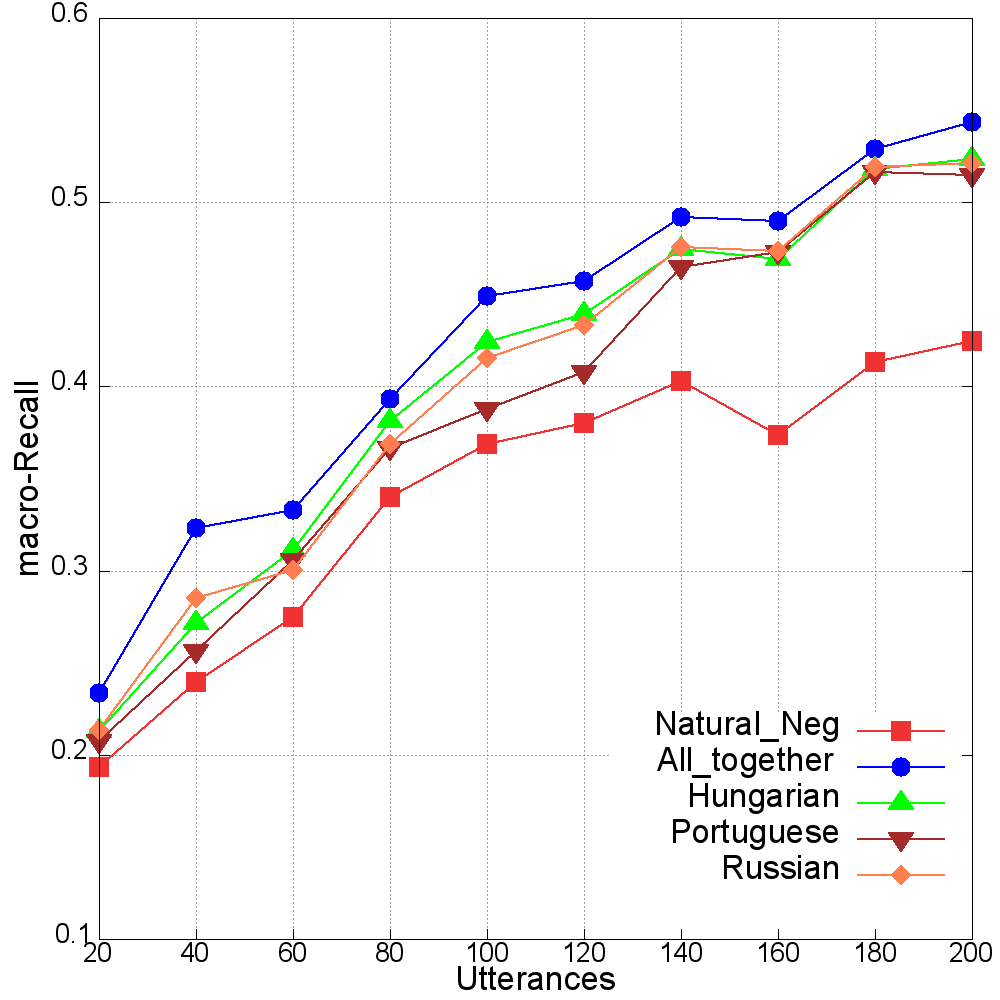 0.6
0.5
0.4
0.3
0.2
0.1
macro-Recall
Natural_Neg
All_together
Hungarian
Portuguese
Russian
20 40 60 80 100 120 140 160 180 200
Utterances